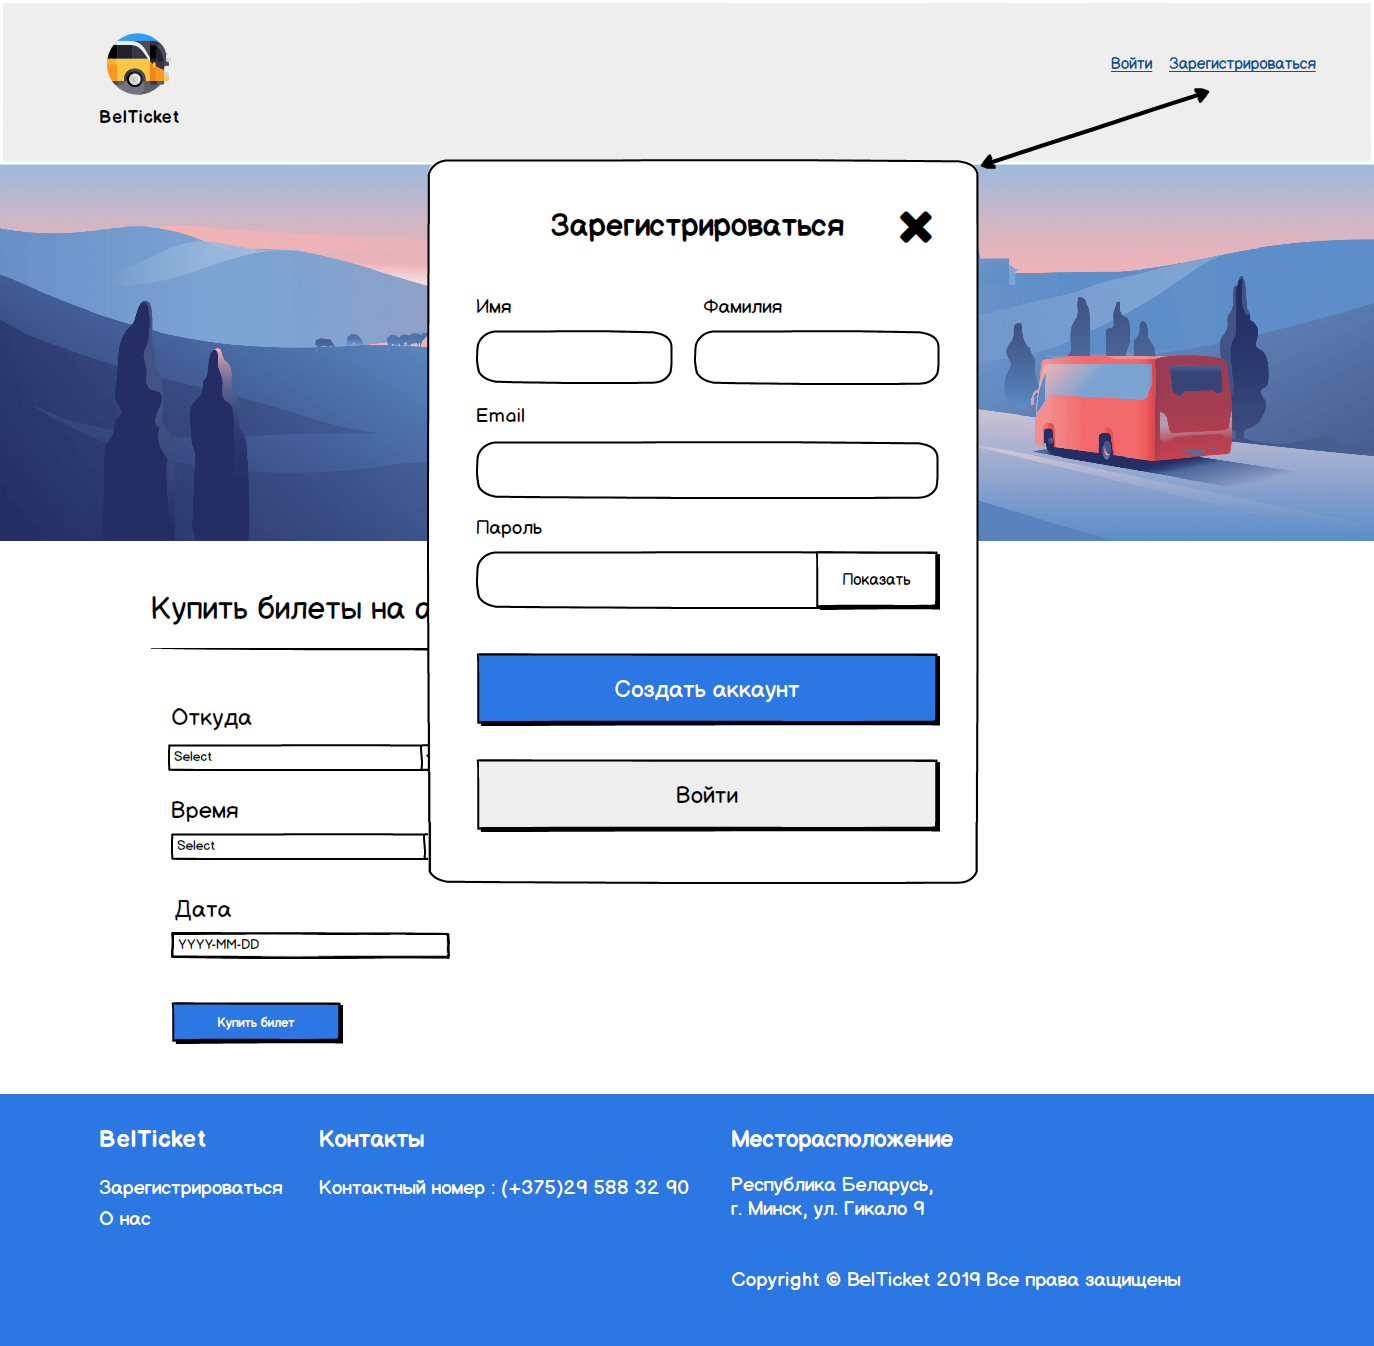 BelTicket
Войти Зарегистрироваться
Зарегистрироваться
Имя Фамилия
Email
Пароль
Показать
Создать аккаунт
Войти
Купить билеты на а
Откуда
Select
Время
Select
Дата
YYYY-MM-DD
Купить билет
BelTicket
Зарегистрироваться
О нас
Контакты
Контактный номер : (+375)29 588 32 90
Месторасположение
Республика Беларусь,
г. Минск, ул. Гикало 9
Copyright © BelTicket 2019 Все права защищены